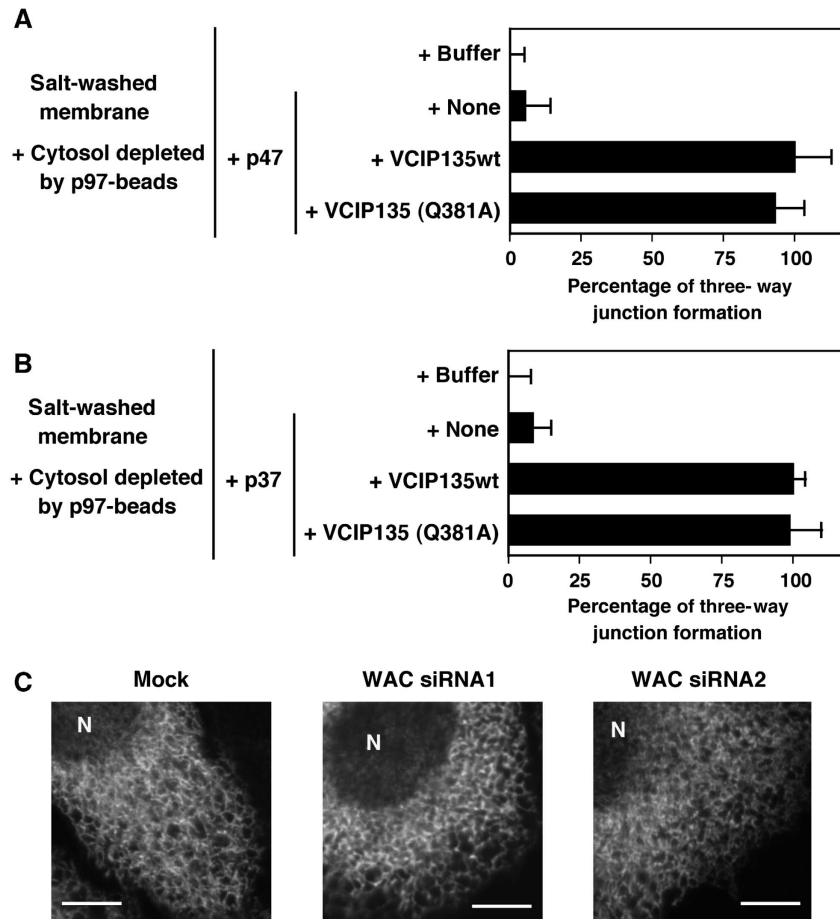 A
Salt-washed
membrane
+ Cytosol depleted
by p97-beads
+ p47
+ Buffer
+ None
+ VCIP135wt
+ VCIP135 (Q381A)
0 25 50 75 100
Percentage of three- way
junction formation
B
Salt-washed
membrane
+ Cytosol depleted
by p97-beads
+ p37
+ Buffer
+ None
+ VCIP135wt
+ VCIP135 (Q381A)
0 25 50 75 100
Percentage of three-way
junction formation
C
Mock WAC siRNA1 WAC siRNA2
N N N